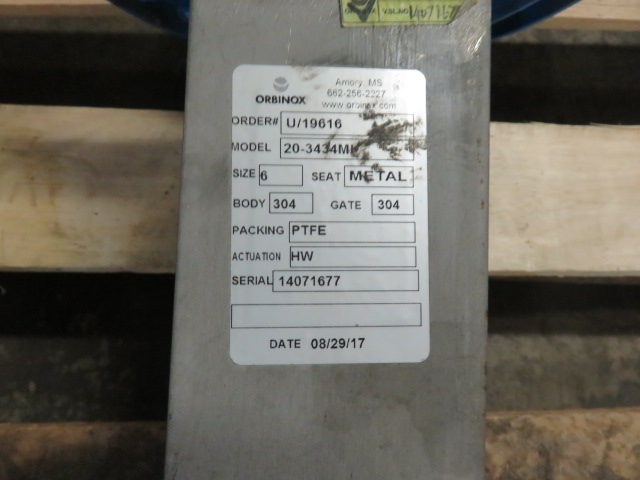 Amory, MS
662-256-2227
ORBINOX www.orbinox.com
ORDER# U/19616
MODEL 20-3434M
SIZE 6 SEAT METAL
BODY 304 GATE 304
PACKING PTFE
ACTUATION HW
SERIAL 14071677
DATE 08/29/17